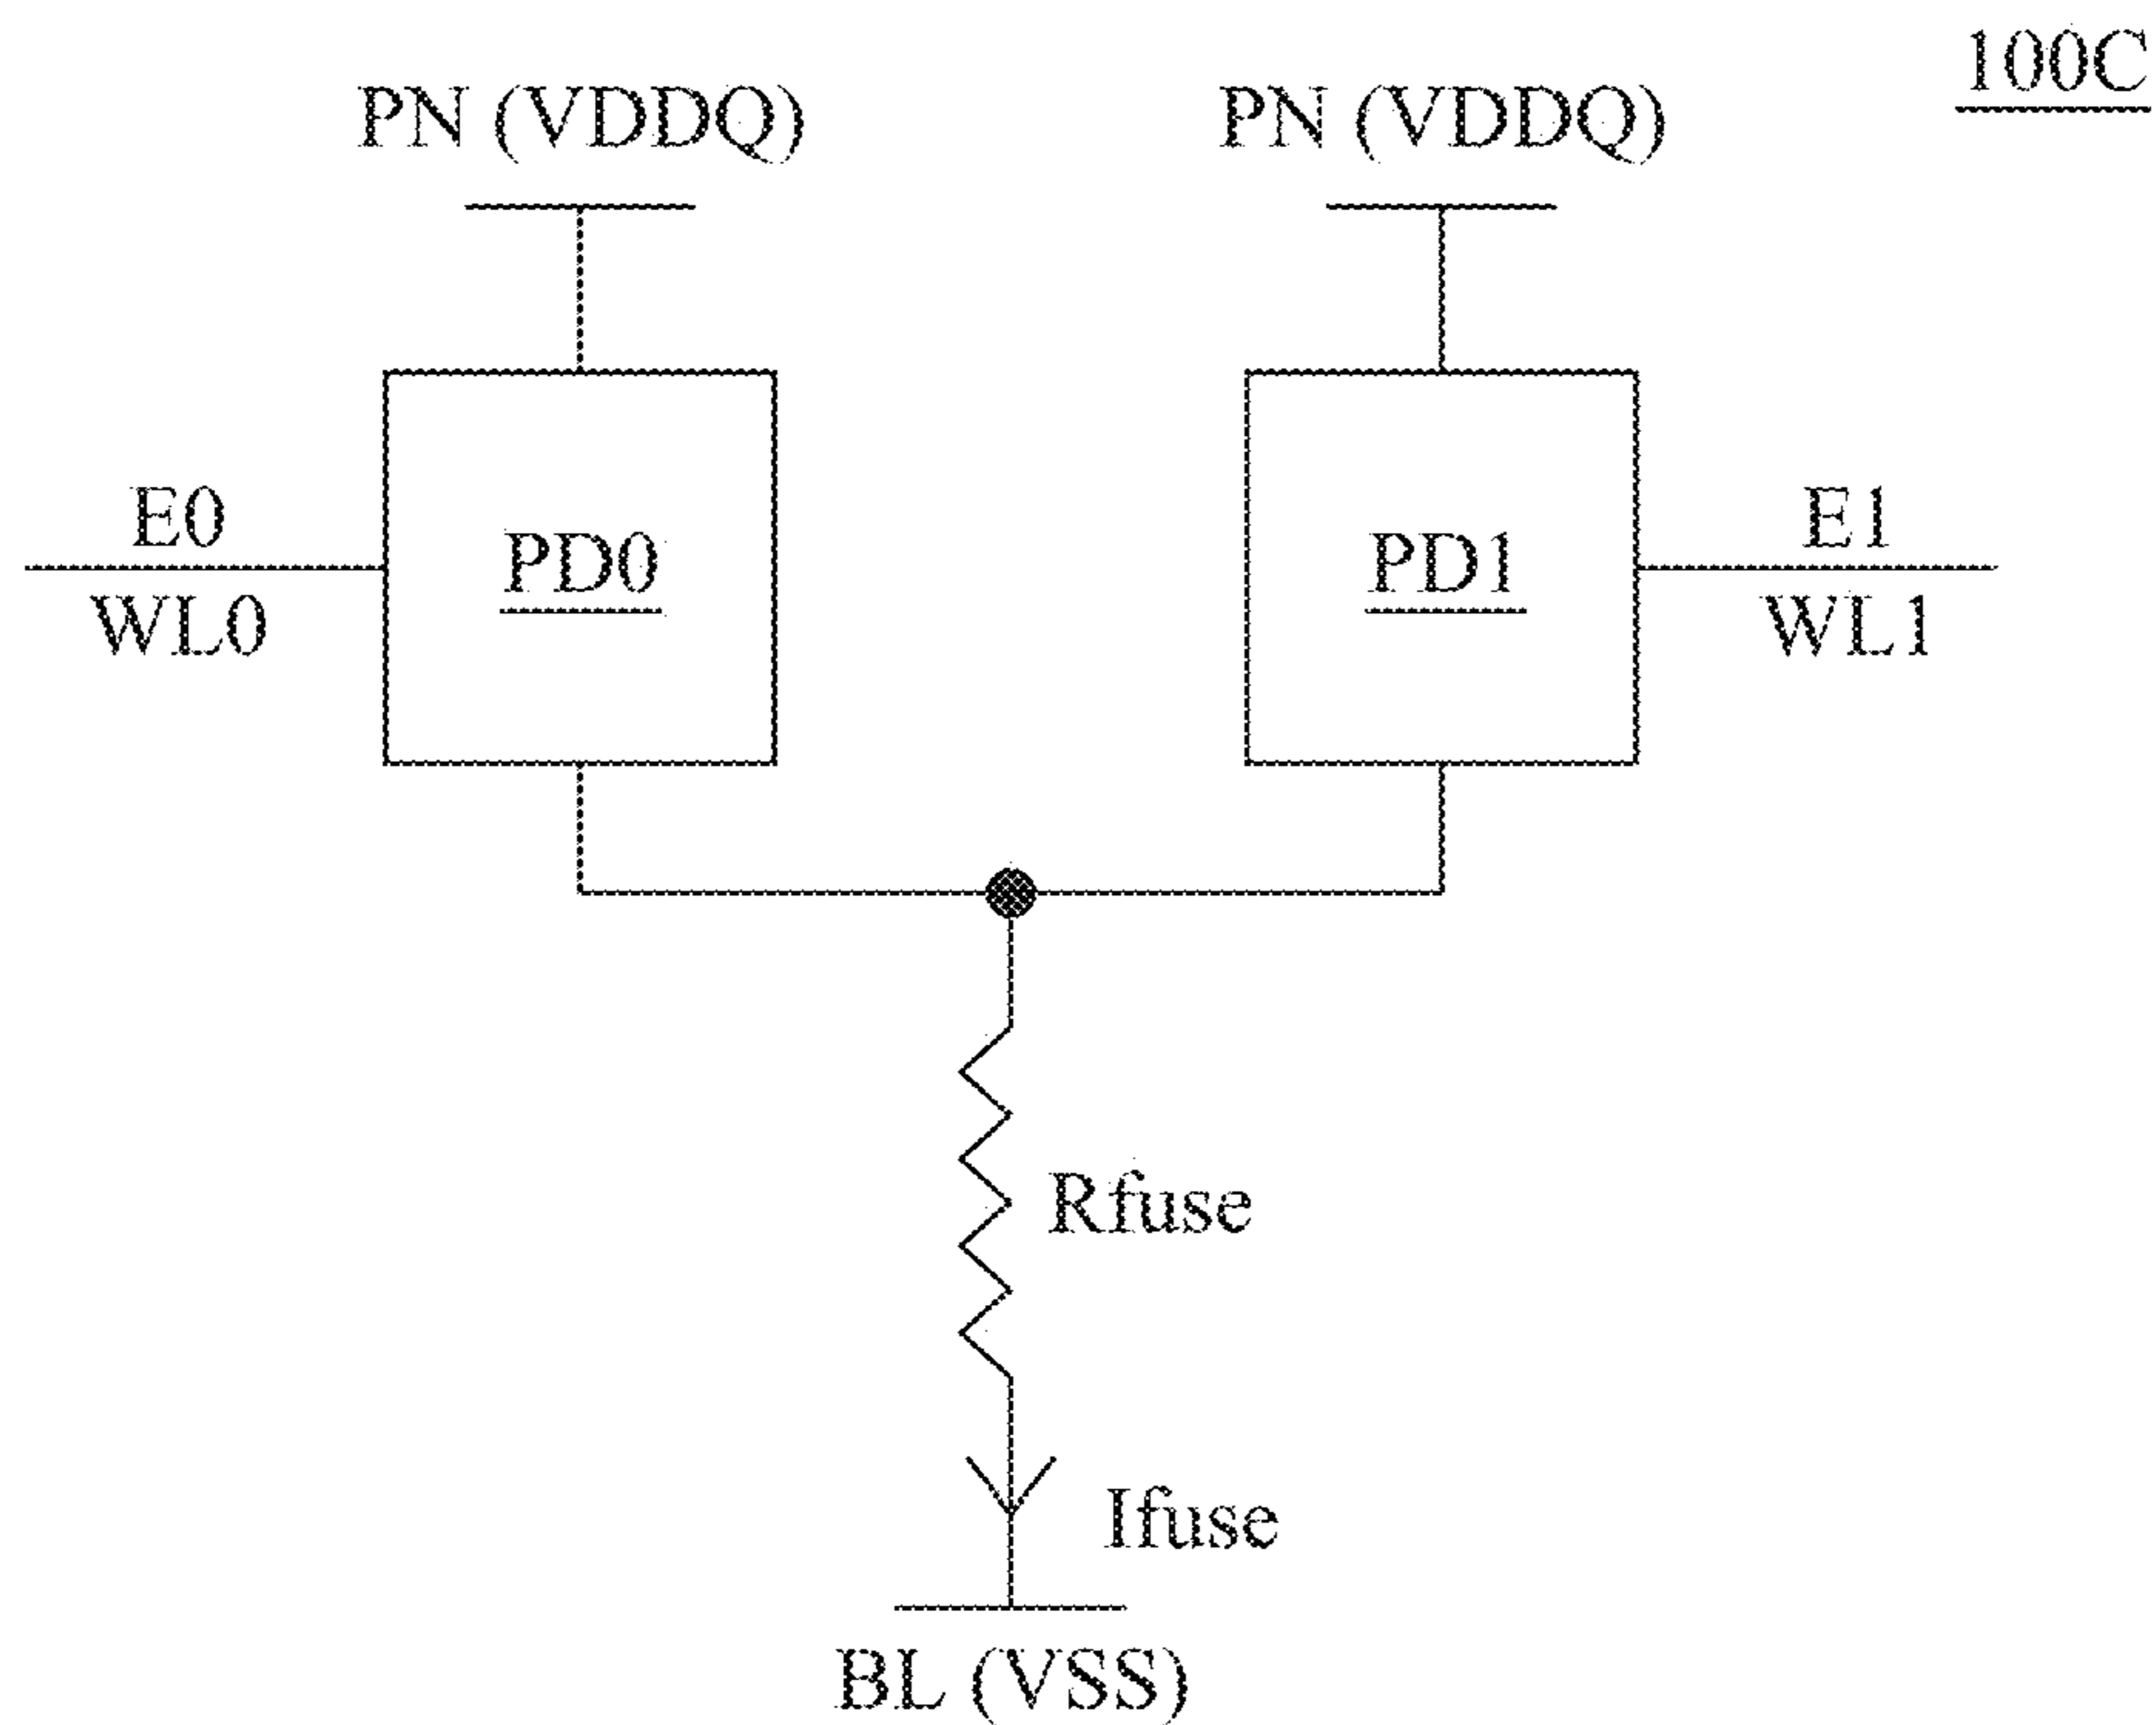 100C
PN (VDDQ)
PN (VDDQ)
E0
WL0
PD0
PD1
E1
WL1
Rfuse
Ifuse
BL (VSS)